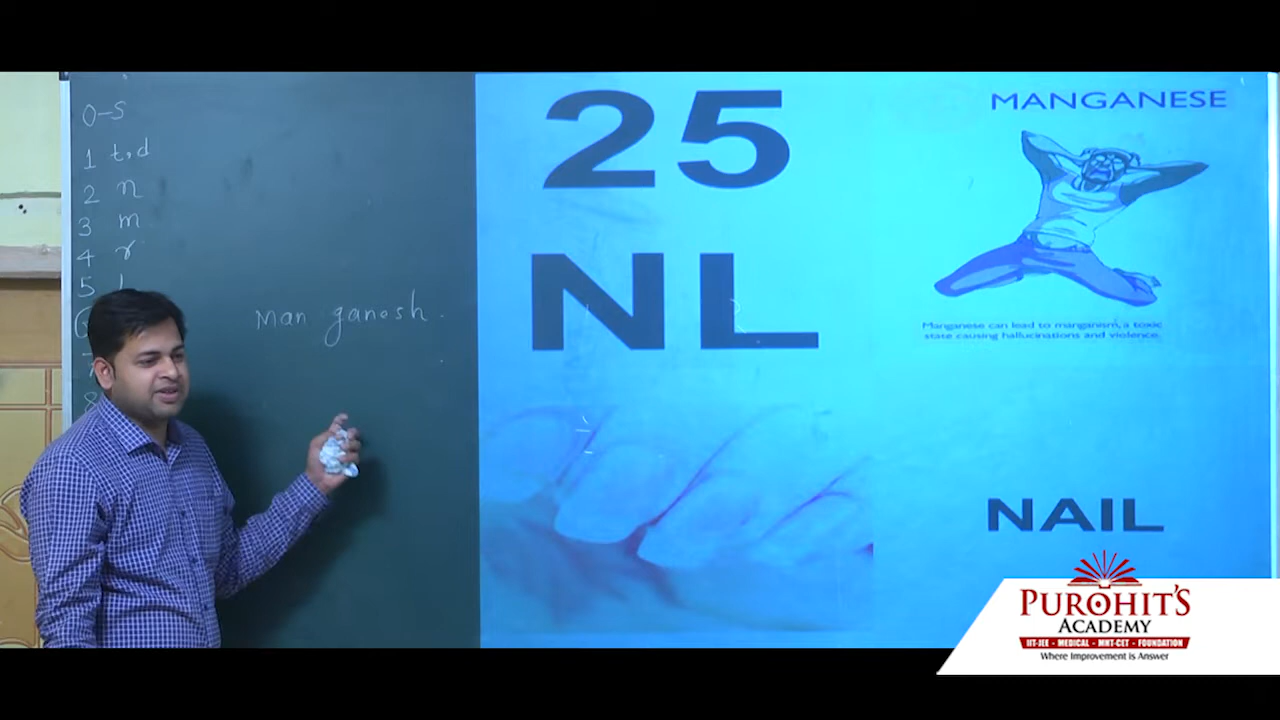 0-S
1 t,d
2 n
3 m
4 r
5 l
8
Man ganesh.
25
NL
MANGANESE
Manganese can lead to manganism, a toxic
state causing hallucinations and violence.
NAIL
PUROHIT'S
ACADEMY
IIT-JEE - MEDICAL - MHT-CET - FOUNDATION
Where Improvement is Answer